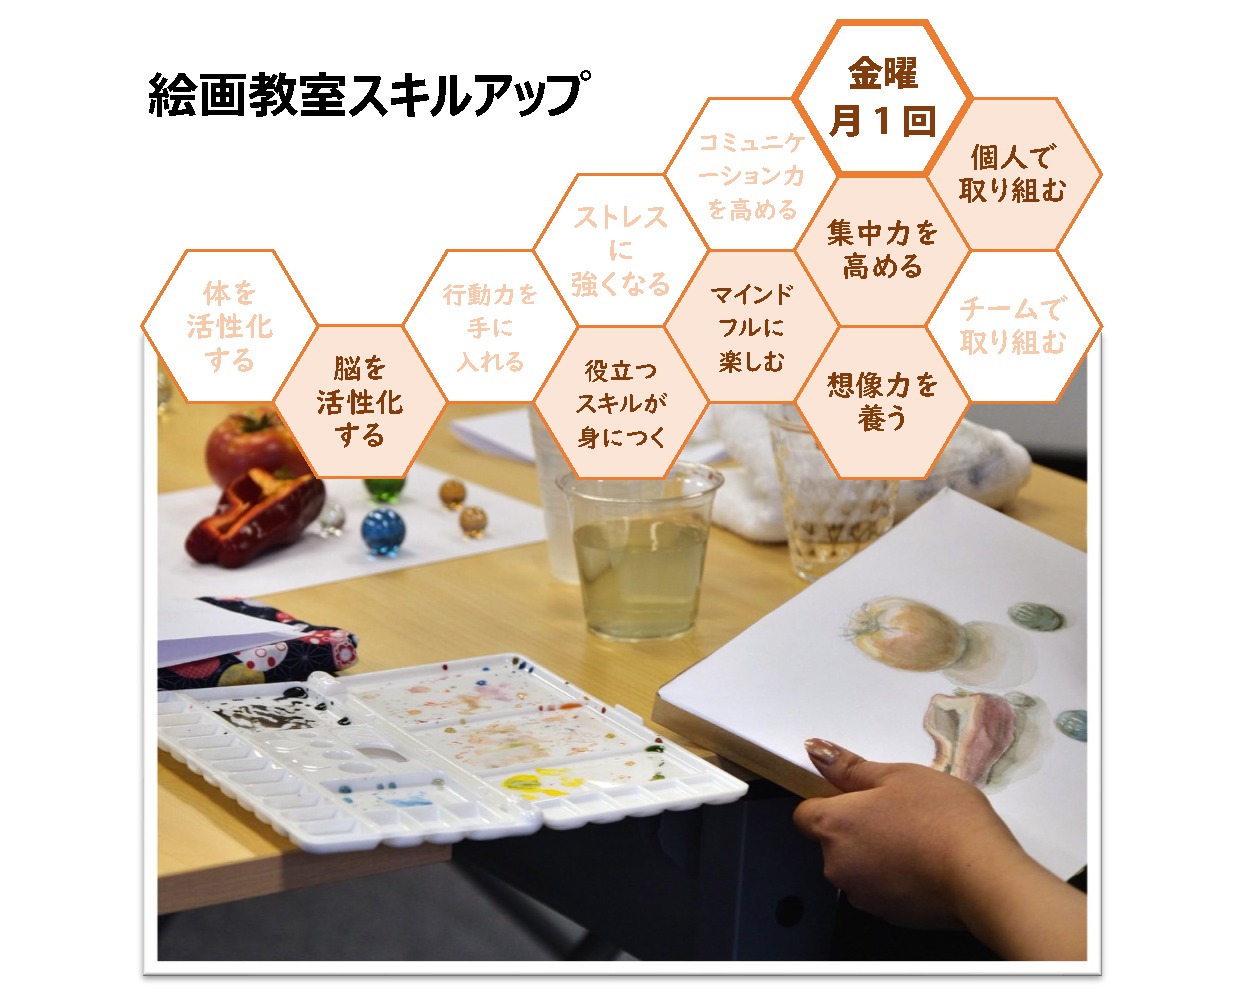 絵画教室スキルアップ
金曜
月１回
コミュニケ
ーション力
を高める
個人で
取り組む
ストレス
に
強くなる
集中力を
高める
体を
活性化
する
行動力を
手に
入れる
マインド
フルに
楽しむ
チームで
取り組む
脳を
活性化
する
役立つ
スキルが
身につく
想像力を
養う